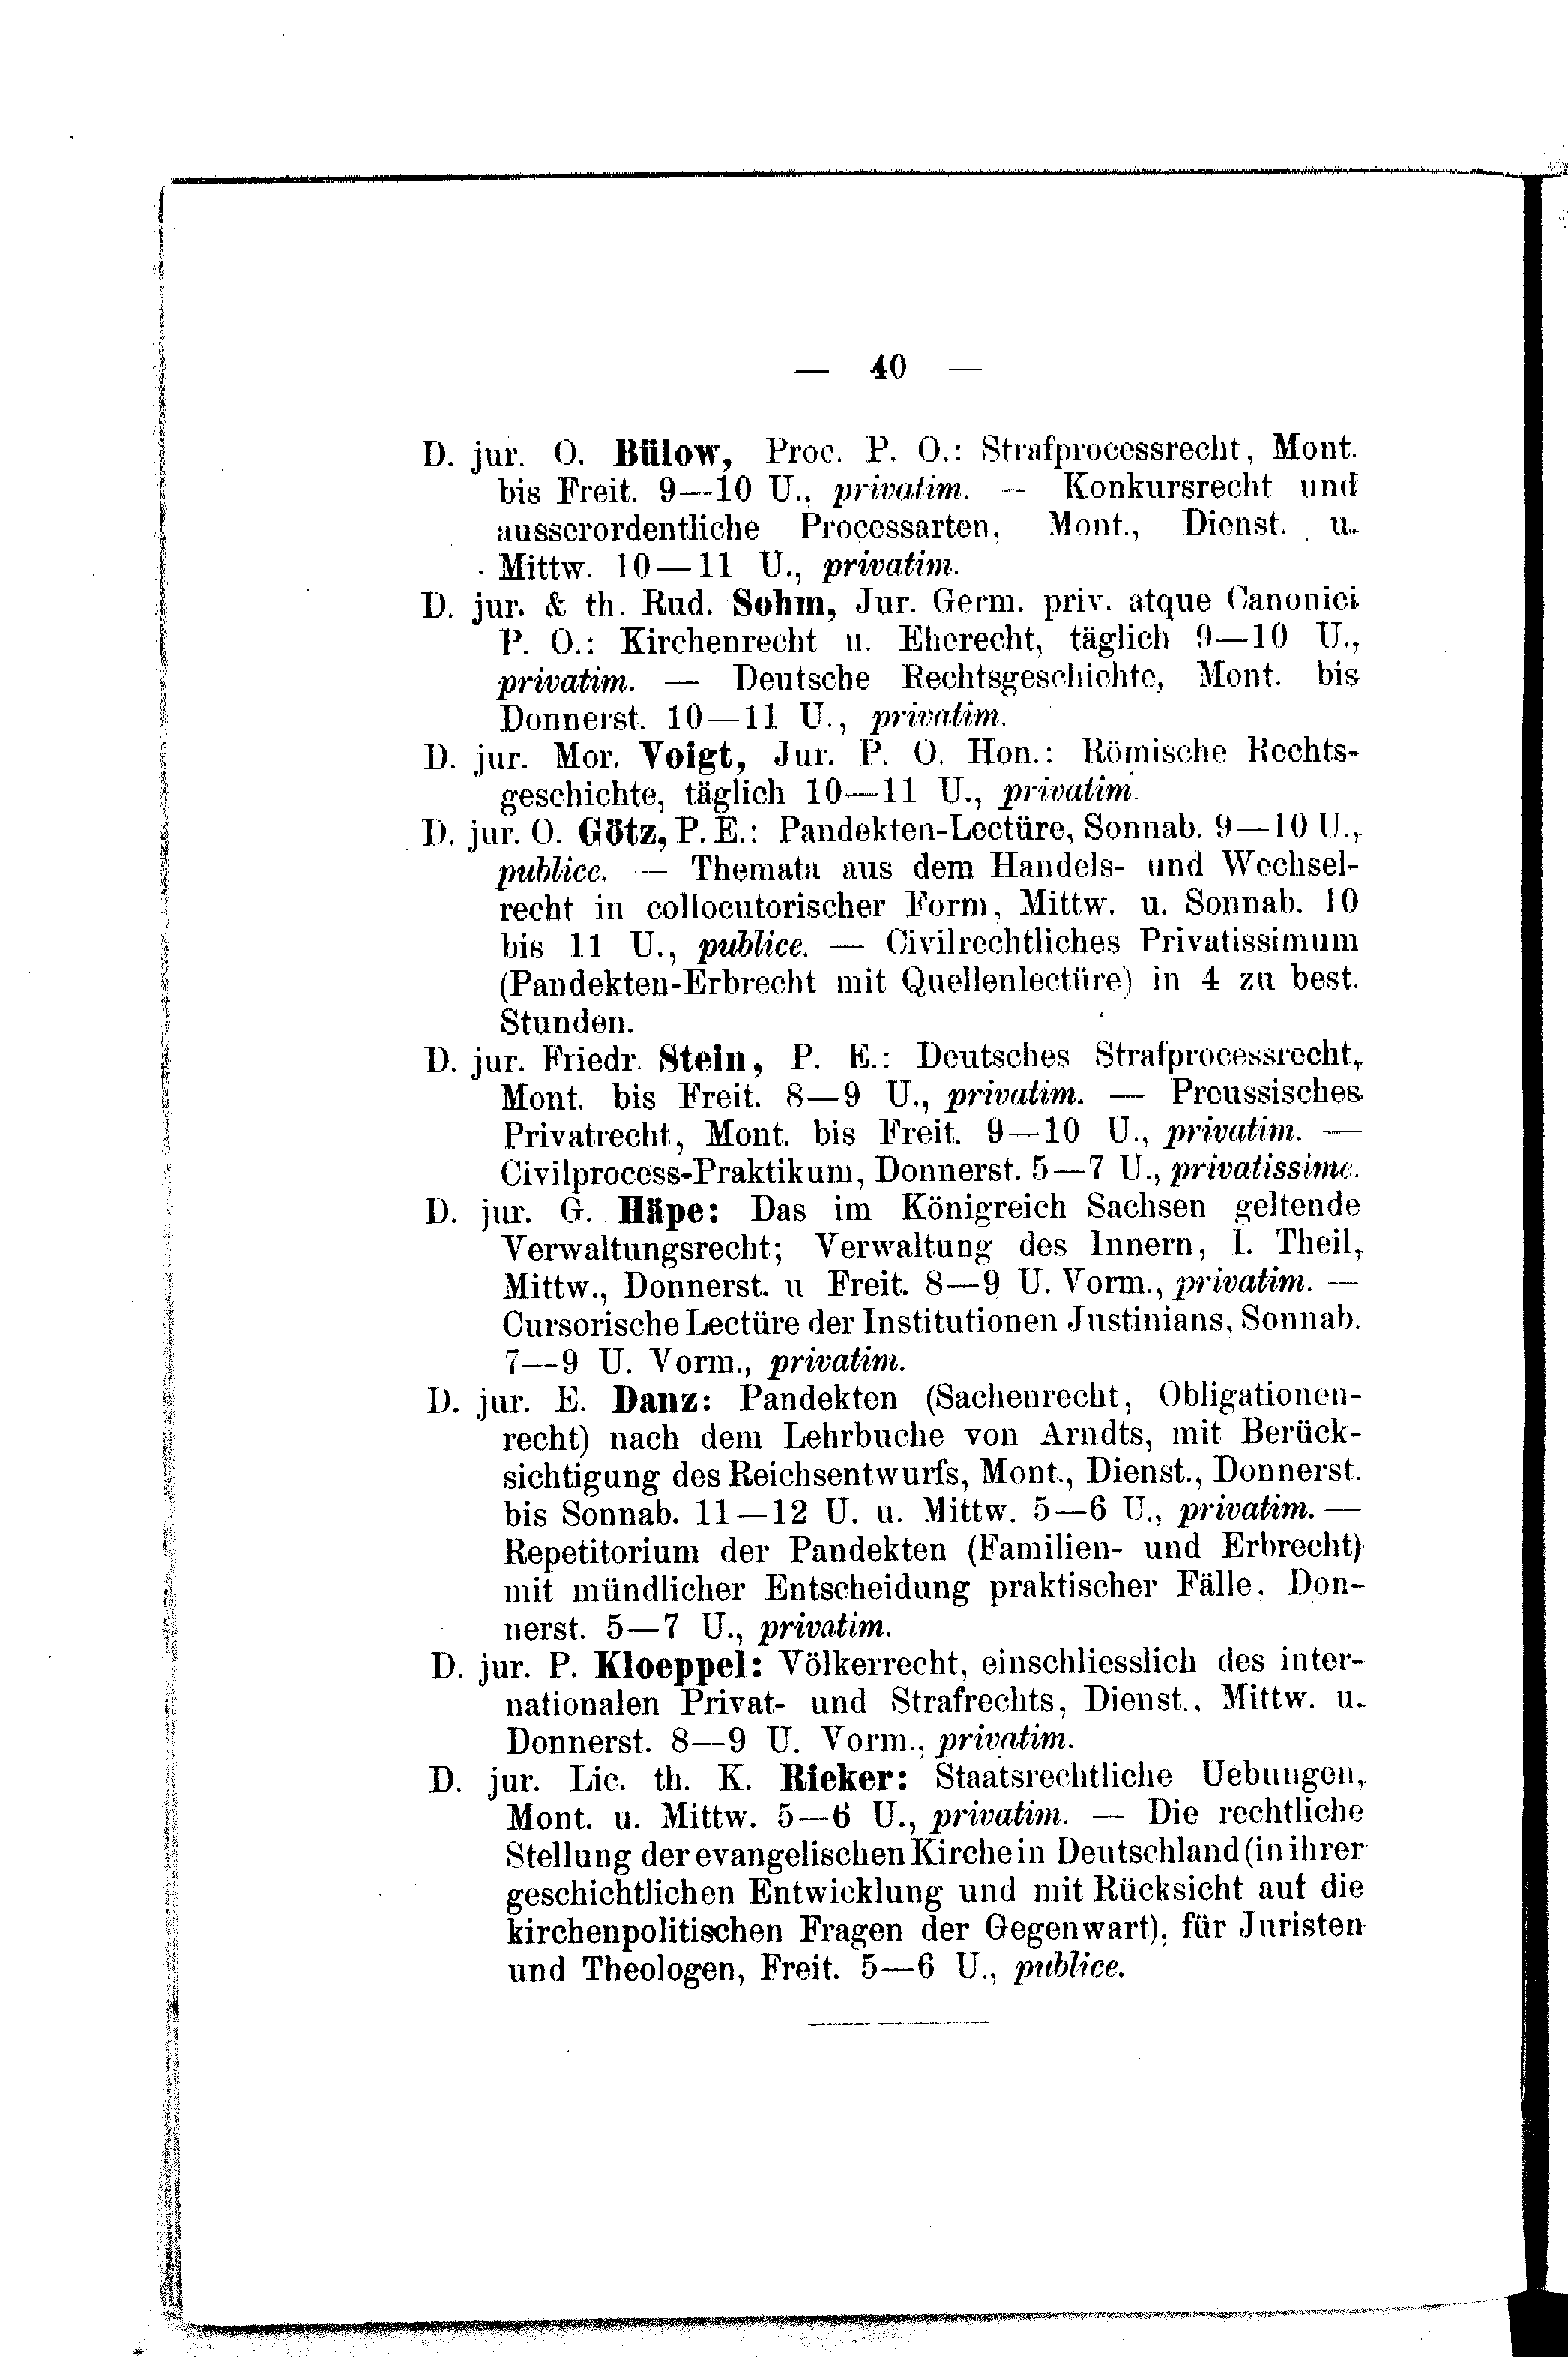 — 40 —
D. jur. O. Bülow, Proc. P. O.: Strafprocessrecht, Mont.
bis Freit. 9—10 U., privatim. — Konkursrecht und
ausserordentliche Processarten, Mont., Dienst. u.
Mittw. 10—11 U., privatim.
D. jur. & th. Rud. Sohm, Jur. Germ. priv. atque Canonici
P. O.: Kirchenrecht u. Eherecht, täglich 9—10 U.,
privatim. — Deutsche Rechtsgeschichte, Mont. bis
Donnerst. 10—11 U., privatim.
D. jur. Mor. Voigt, Jur. P. O. Hon.: Römische Rechts-
geschichte, täglich 10—11 U., privatim.
D. jur. O. Götz, P. E.: Pandekten-Lectüre, Sonnab. 9—10 U.,
publice. — Themata aus dem Handels- und Wechsel-
recht in collocutorischer Form, Mittw. u. Sonnab. 10
bis 11 U., publice. — Civilrechtliches Privatissimum
(Pandekten-Erbrecht mit Quellenlectüre) in 4 zu best.
Stunden.
D. jur. Friedr. Stein, P. E.: Deutsches Strafprocessrecht,
Mont. bis Freit. 8—9 U., privatim. — Preussisches
Privatrecht, Mont. bis Freit. 9—10 U., privatim. —
Civilprocess-Praktikum, Donnerst. 5—7 U., privatissime.
D. jur. G. Häpe: Das im Königreich Sachsen geltende
Verwaltungsrecht; Verwaltung des Innern, I. Theil,
Mittw., Donnerst. u Freit. 8—9 U. Vorm., privatim. —
Cursorische Lectüre der Institutionen Justinians, Sonnab.
7—9 U. Vorm., privatim.
D. jur. E. Danz: Pandekten (Sachenrecht, Obligationen-
recht) nach dem Lehrbuche von Arndts, mit Berück-
sichtigung des Reichsentwurfs, Mont., Dienst., Donnerst.
bis Sonnab. 11—12 U. u. Mittw. 5—6 U., privatim. —
Repetitorium der Pandekten (Familien- und Erbrecht)
mit mündlicher Entscheidung praktischer Fälle, Don-
nerst. 5—7 U., privatim.
D. jur. P. Kloeppel: Völkerrecht, einschliesslich des inter-
nationalen Privat- und Strafrechts, Dienst., Mittw. u.
Donnerst. 8—9 U. Vorm., privatim.
D. jur. Lic. th. K. Rieker: Staatsrechtliche Uebungen,
Mont. u. Mittw. 5—6 U., privatim. — Die rechtliche
Stellung der evangelischen Kirche in Deutschland (in ihrer
geschichtlichen Entwicklung und mit Rücksicht auf die
kirchenpolitischen Fragen der Gegenwart), für Juristen
und Theologen, Freit. 5—6 U., publice.